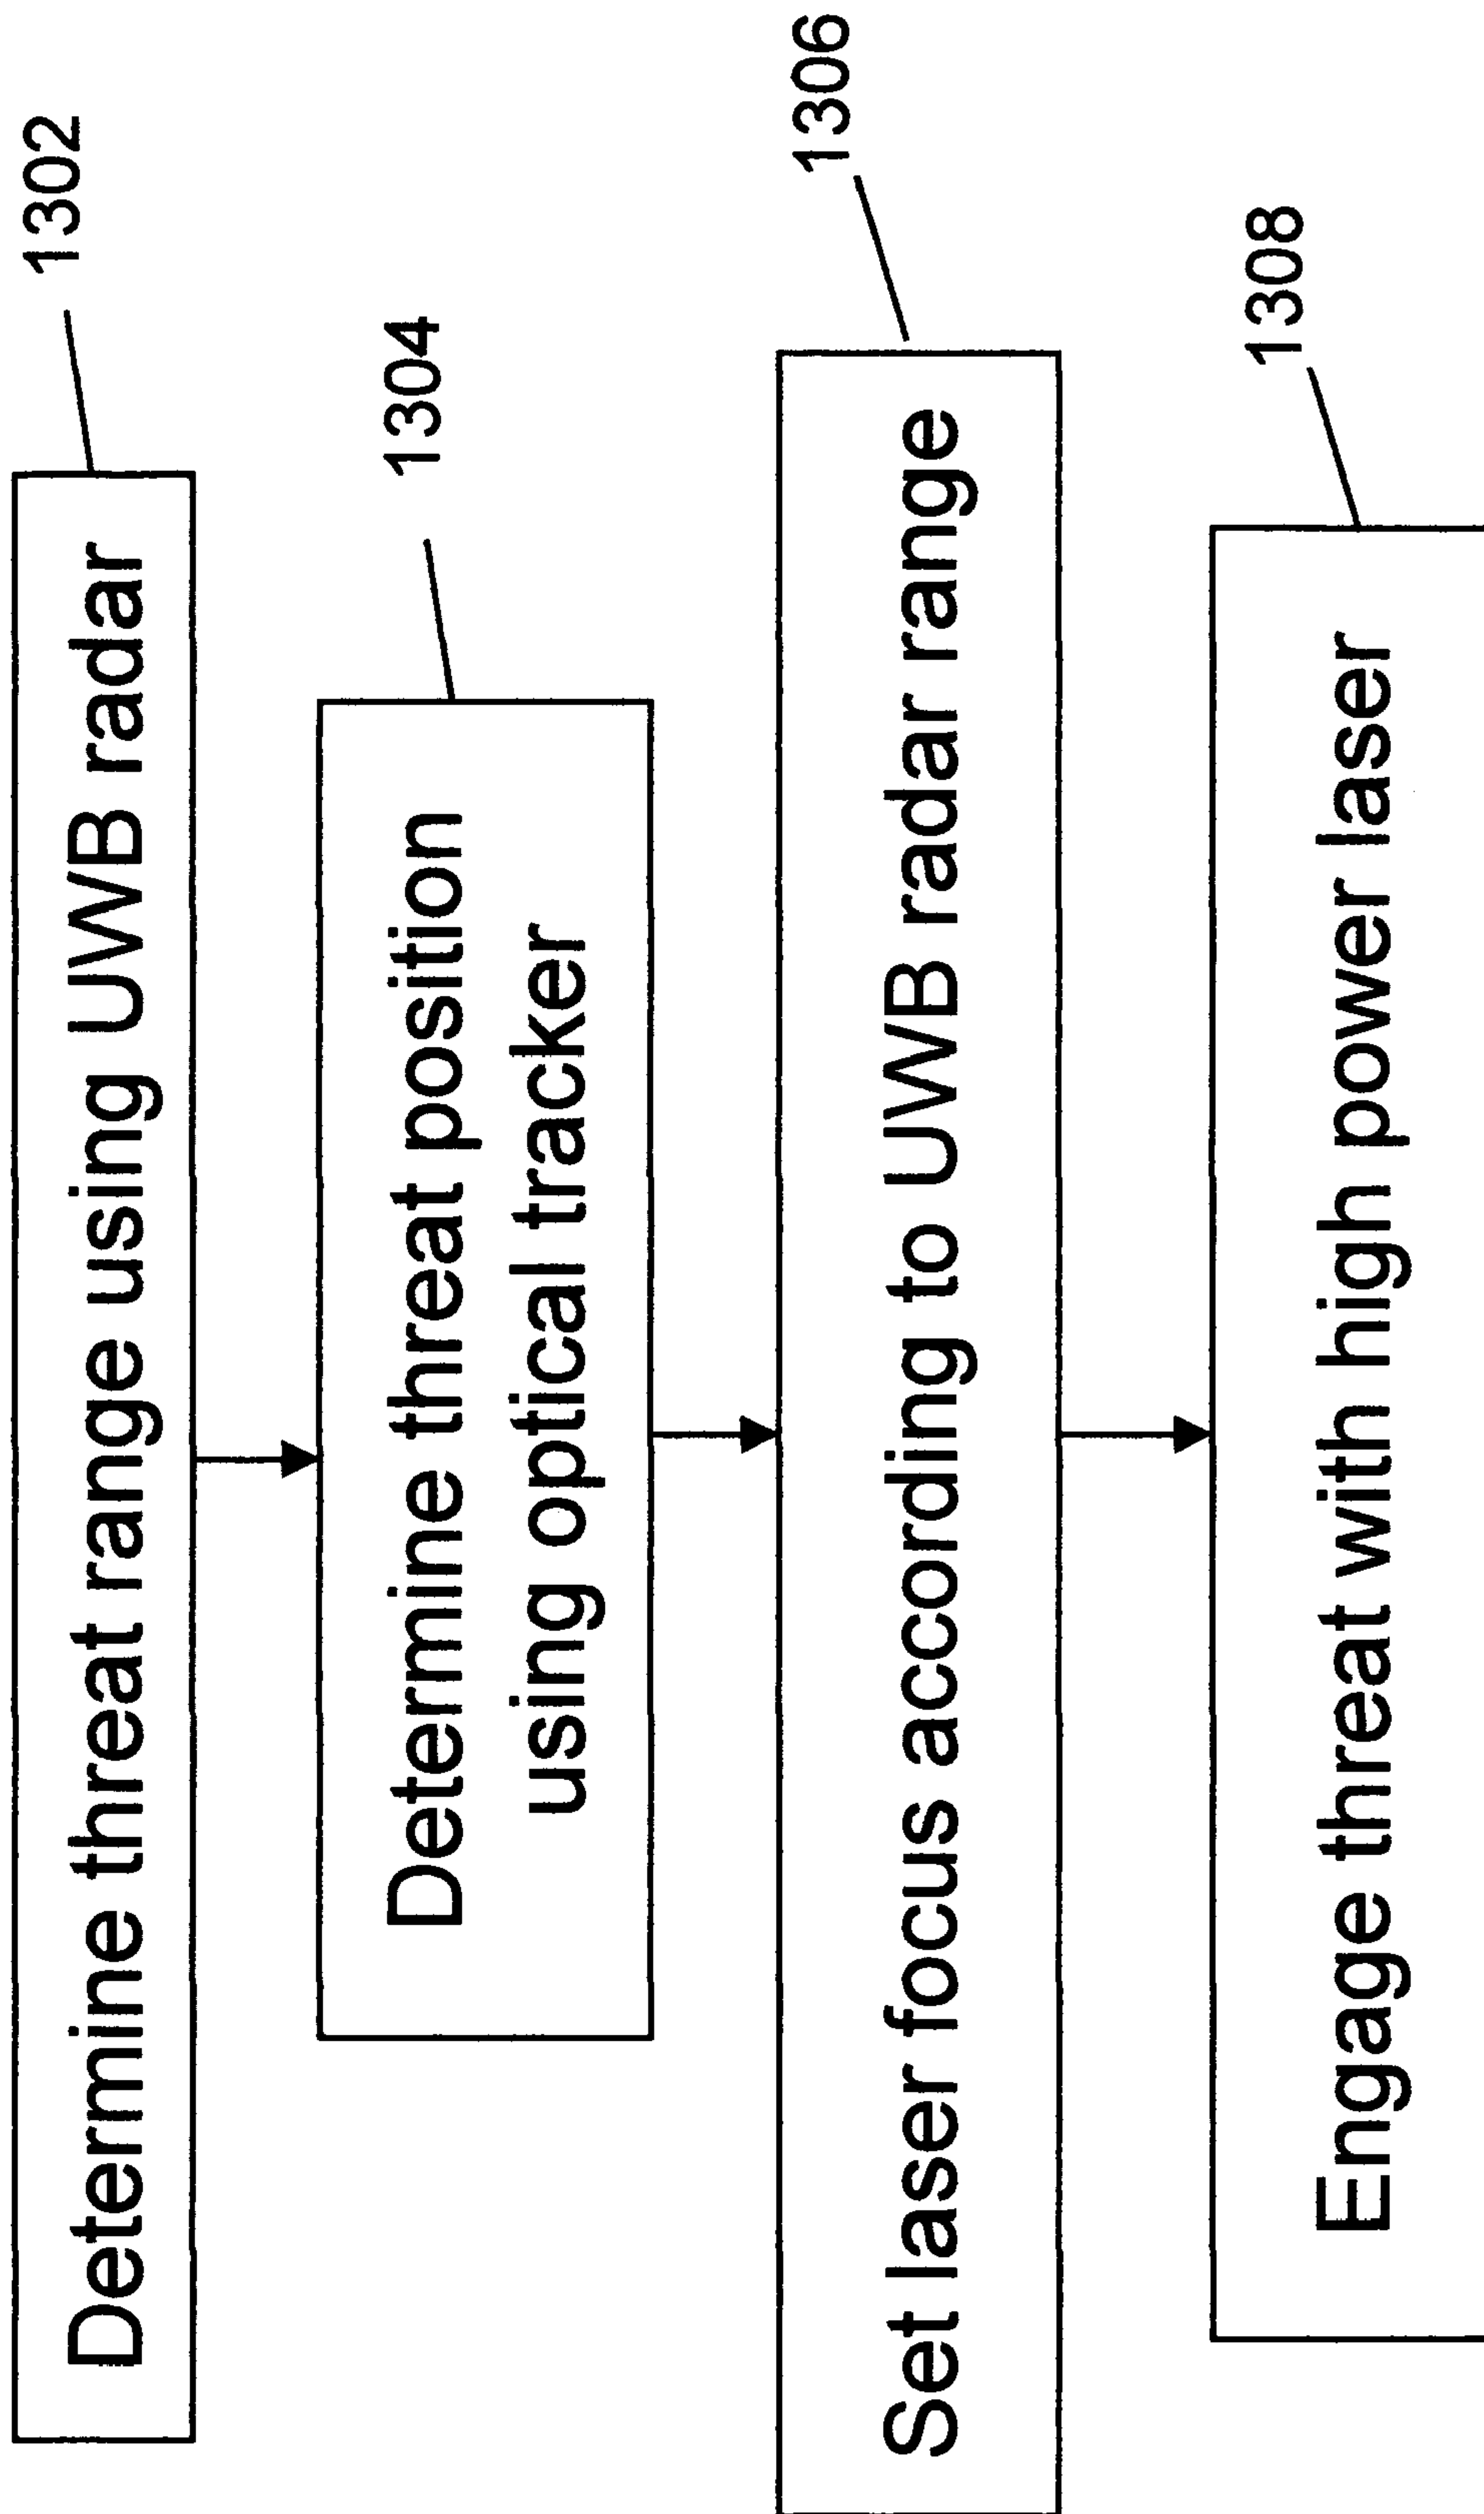 1302
Determine threat range using UWB radar
1304
Determine threat position
using optical tracker
1306
Set laser focus according to UWB radar range
1308
Engage threat with high power laser